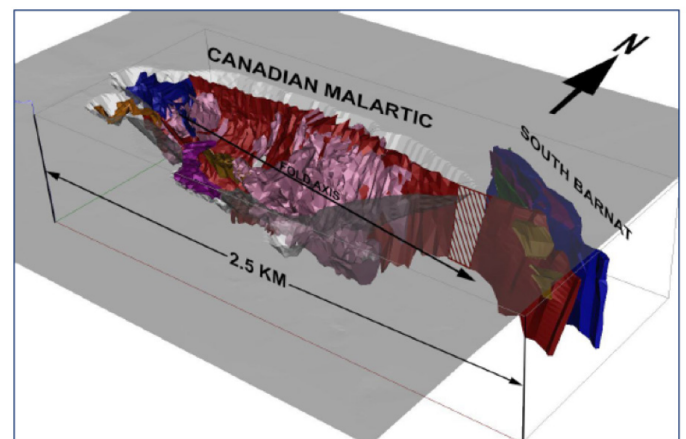 N
CANADIAN MALARTIC
SOUTH BARNAT
FOLD AXIS
2.5 KM